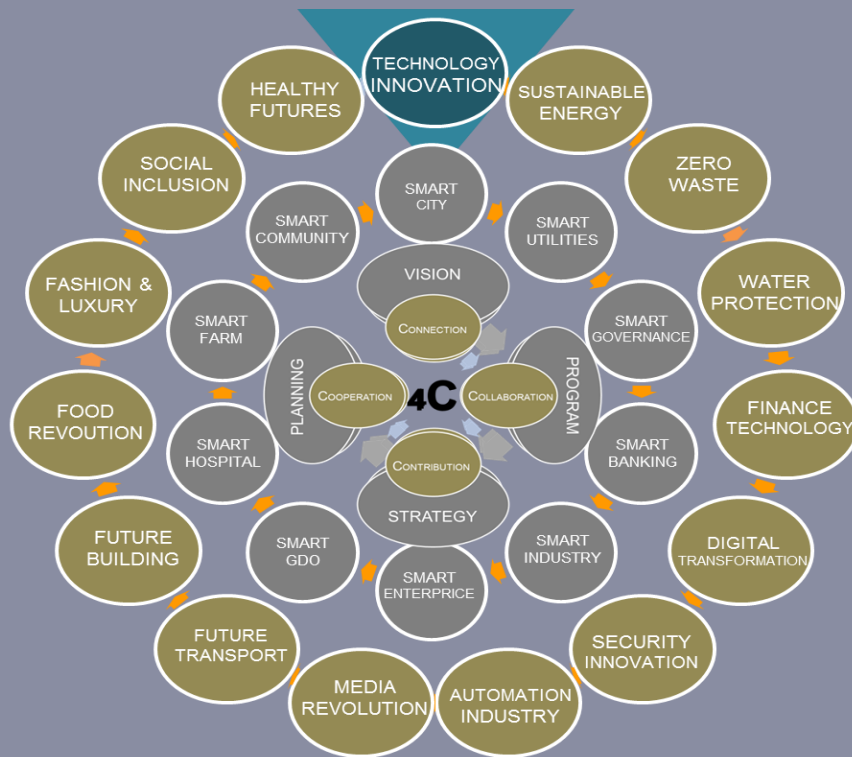 TECHNOLOGY
INNOVATION
SUSTAINABLE
ENERGY
ZERO
WASTE
WATER
PROTECTION
FINANCE
TECHNOLOGY
DIGITAL
TRANSFORMATION
SECURITY
INNOVATION
AUTOMATION
INDUSTRY
MEDIA
REVOLUTION
FUTURE
TRANSPORT
FUTURE
BUILDING
FOOD
REVOUTION
FASHION &
LUXURY
SOCIAL
INCLUSION
HEALTHY
FUTURES
SMART
CITY
SMART
UTILITIES
SMART
GOVERNANCE
SMART
BANKING
SMART
INDUSTRY
SMART
ENTERPRICE
SMART
GDO
SMART
HOSPITAL
SMART
FARM
SMART
COMMUNITY
VISION
CONNECTION
PROGRAM
COLLABORATION
STRATEGY
CONTRIBUTION
PLANNING
COOPERATION
4C